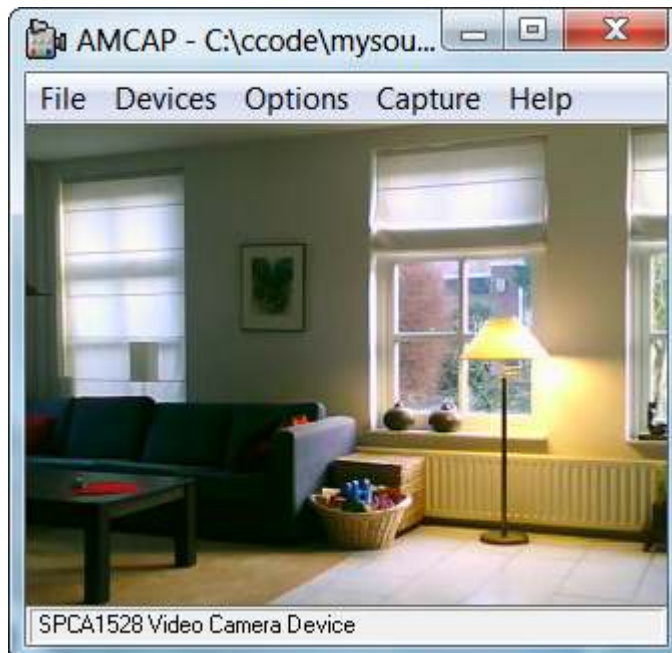 AMCAP - C:\ccode\mysou...
File Devices Options Capture Help
SPCA1528 Video Camera Device